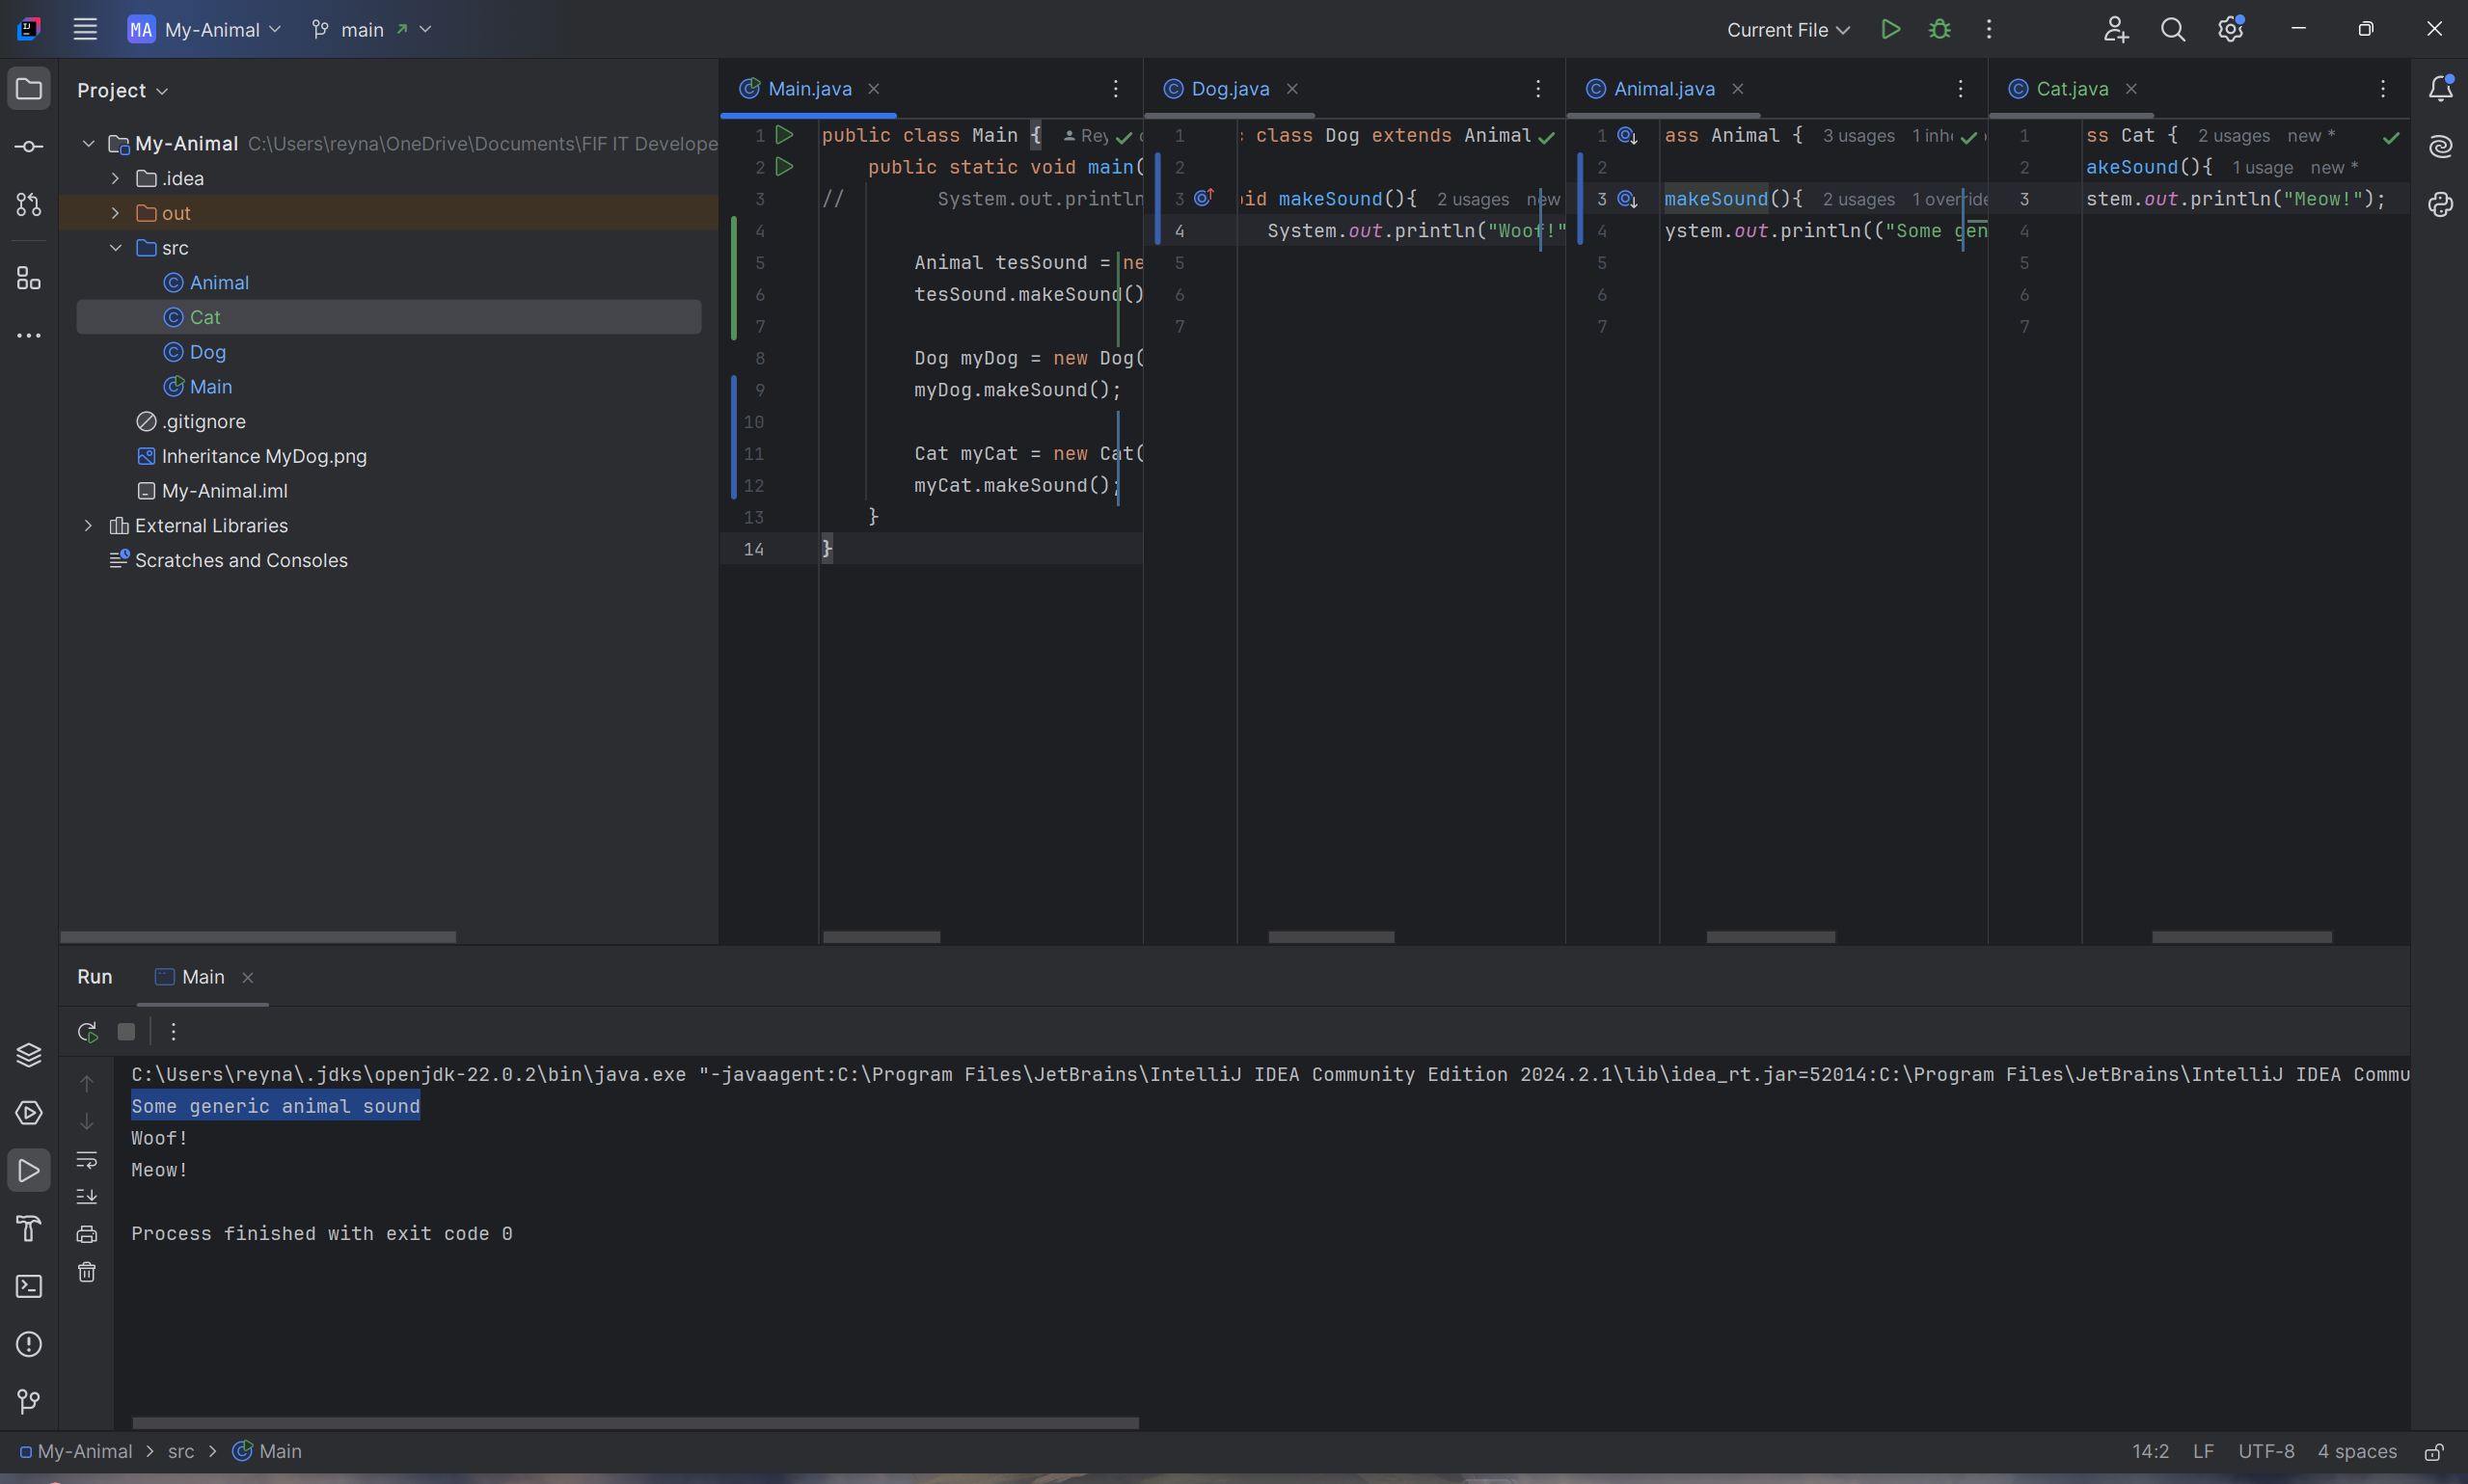 MA My-Animal main Current File
Project
My-Animal C:\Users\reyna\OneDrive\Documents\FIF IT Develope
.idea
out
src
Animal
Cat
Dog
Main
.gitignore
Inheritance MyDog.png
My-Animal.iml
External Libraries
Scratches and Consoles
Main.java
1 public class Main { Rey
2 public static void main(
3 // System.out.println
4
5 Animal tesSound = ne
6 tesSound.makeSound()
7
8 Dog myDog = new Dog(
9 myDog.makeSound();
10
11 Cat myCat = new Cat(
12 myCat.makeSound();
13 }
14 }
Dog.java
1 class Dog extends Animal
2
3 oid makeSound(){ 2 usages new
4 System.out.println("Woof!"
5
6
7
Animal.java
1 ass Animal { 3 usages 1 inh
2
3 makeSound(){ 2 usages 1 override
4 ystem.out.println(("Some gen
5
6
7
Cat.java
1 ss Cat { 2 usages new *
2 akeSound(){ 1 usage new *
3 stem.out.println("Meow!");
4
5
6
7
Run Main
C:\Users\reyna\.jdks\openjdk-22.0.2\bin\java.exe "-javaagent:C:\Program Files\JetBrains\IntelliJ IDEA Community Edition 2024.2.1\lib\idea_rt.jar=52014:C:\Program Files\JetBrains\IntelliJ IDEA Commu
Some generic animal sound
Woof!
Meow!
Process finished with exit code 0
My-Animal > src > Main 14:2 LF UTF-8 4 spaces